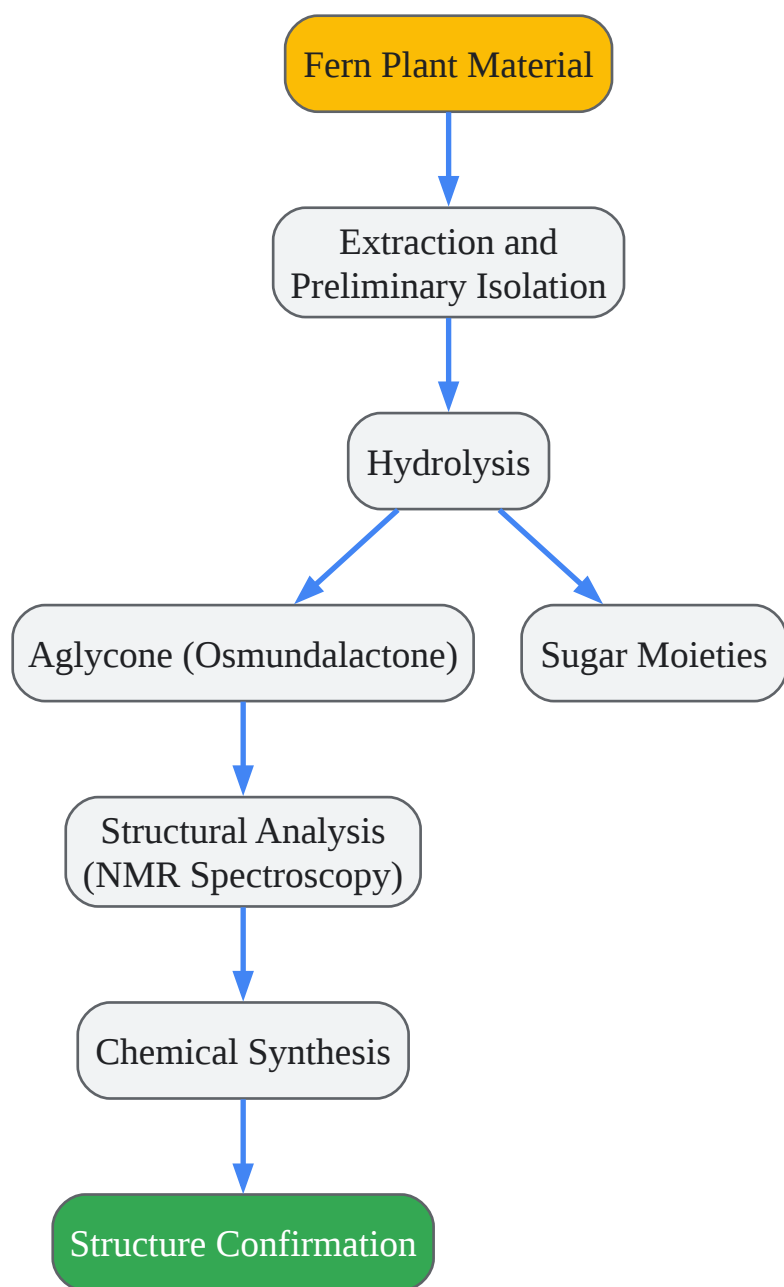 Fern Plant Material
Extraction and
Preliminary Isolation
Hydrolysis
Aglycone (Osmundalactone)
Sugar Moieties
Structural Analysis
(NMR Spectroscopy)
Chemical Synthesis
Structure Confirmation